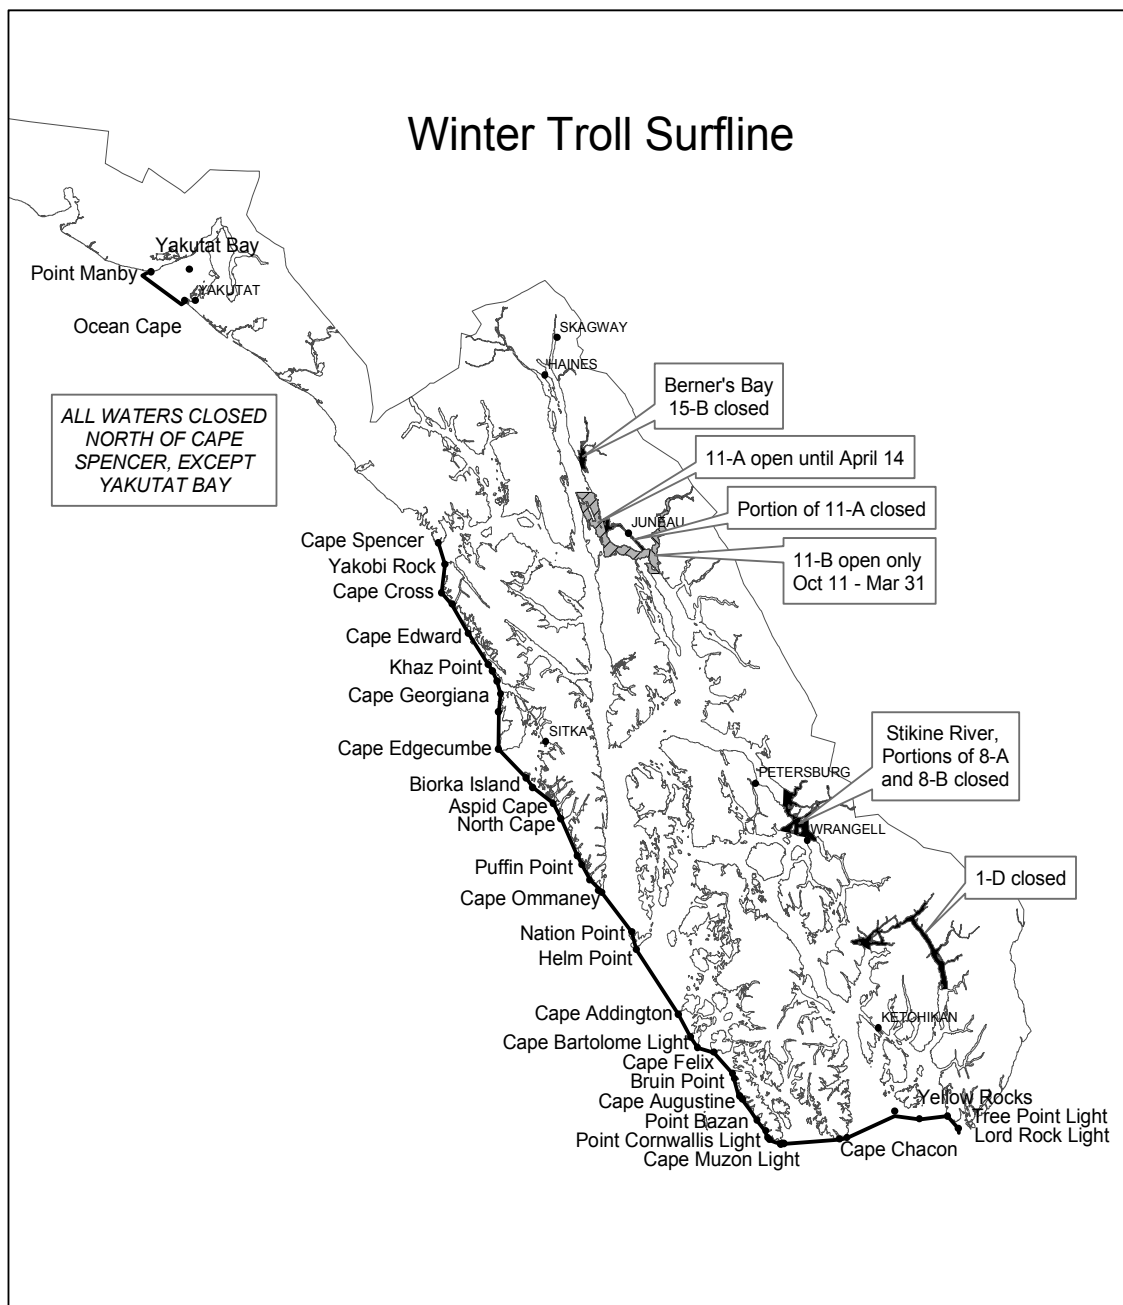 Winter Troll Surfline
Yakutat Bay
Point Manby
YAKUTAT
Ocean Cape
SKAGWAY
HAINES
ALL WATERS CLOSED
NORTH OF CAPE
SPENCER, EXCEPT
YAKUTAT BAY
Berner's Bay
15-B closed
11-A open until April 14
Portion of 11-A closed
JUNEAU
11-B open only
Oct 11 - Mar 31
Cape Spencer
Yakobi Rock
Cape Cross
Cape Edward
Khaz Point
Cape Georgiana
SITKA
Cape Edgecumbe
Stikine River,
Portions of 8-A
and 8-B closed
PETERSBURG
Biorka Island
Aspid Cape
North Cape
WRANGELL
Puffin Point
1-D closed
Cape Ommaney
Nation Point
Helm Point
Cape Addington
KETCHIKAN
Cape Bartolome Light
Cape Felix
Bruin Point
Cape Augustine
Yellow Rocks
Point Bazan
Tree Point Light
Point Cornwallis Light
Lord Rock Light
Cape Chacon
Cape Muzon Light